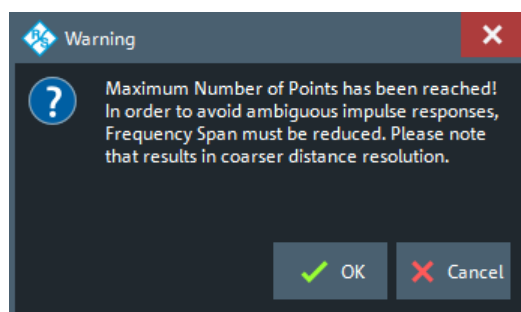 R&S Warning
Maximum Number of Points has been reached!
In order to avoid ambiguous impulse responses,
Frequency Span must be reduced. Please note
that results in coarser distance resolution.
OK Cancel